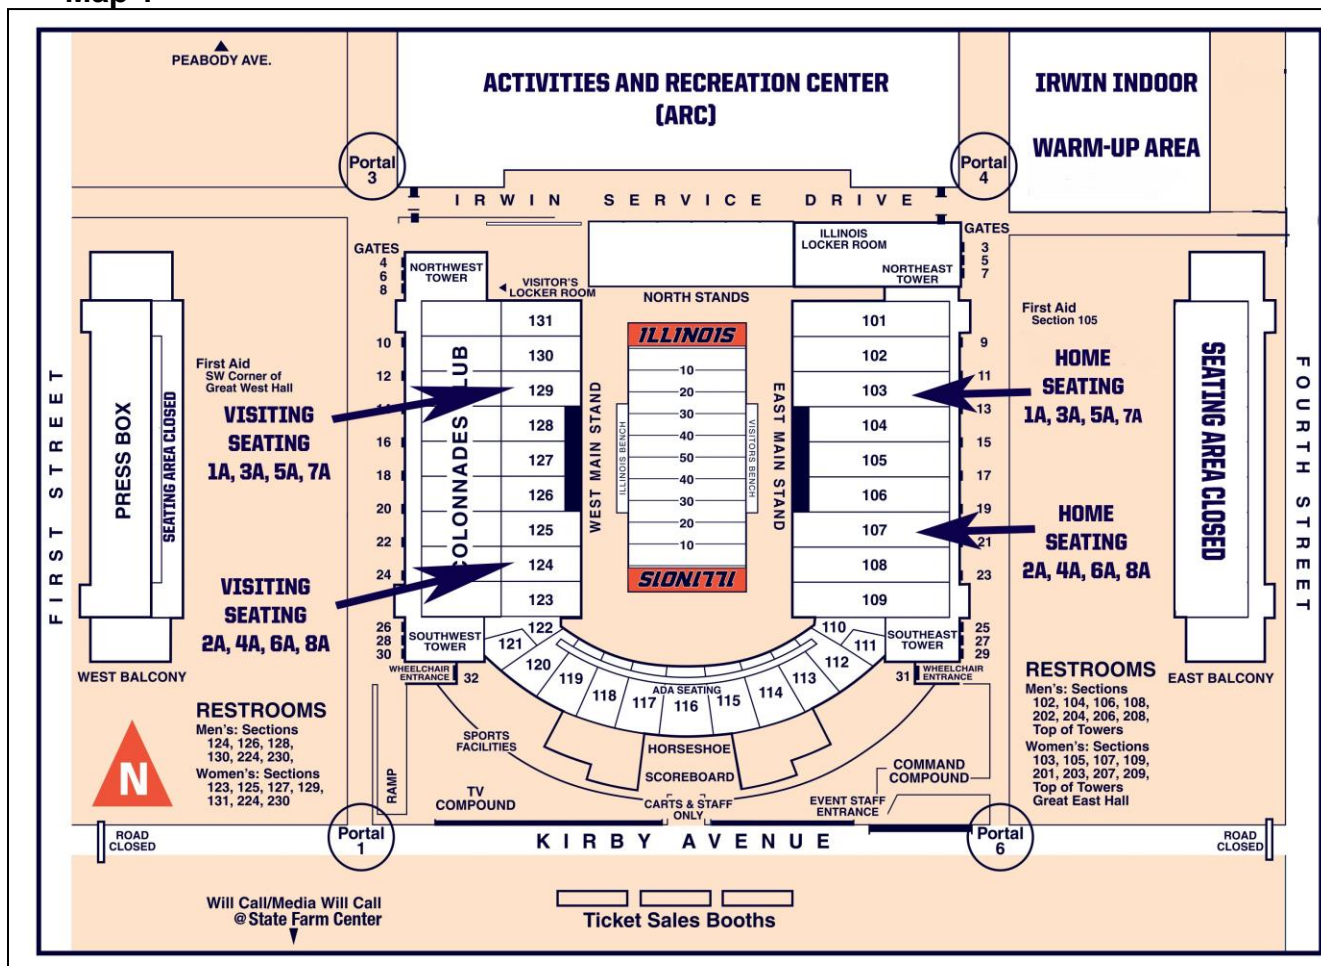 Map 1
PEABODY AVE.
ACTIVITIES AND RECREATION CENTER
(ARC)
IRWIN INDOOR
WARM-UP AREA
Portal
3
Portal
4
IRWIN SERVICE DRIVE
GATES
4
6
8
10
12
14
16
18
20
22
24
26
28
30
NORTHWEST
TOWER
VISITOR'S
LOCKER ROOM
NORTH STANDS
ILLINOIS
LOCKER ROOM
NORTHEAST
TOWER
GATES
3
5
7
9
11
13
15
17
19
21
23
25
27
29
FIRST STREET
PRESS BOX
SEATING AREA CLOSED
WEST BALCONY
First Aid
SW Corner of
Great West Hall
VISITING
SEATING
1A, 3A, 5A, 7A
VISITING
SEATING
2A, 4A, 6A, 8A
COLONNADES CLUB
131
130
129
128
127
126
125
124
123
WEST MAIN STAND
ILLINOIS BENCH
ILLINOIS
10
20
30
40
50
40
30
20
10
ILLINOIS
VISITORS BENCH
EAST MAIN STAND
101
102
103
104
105
106
107
108
109
First Aid
Section 105
HOME
SEATING
1A, 3A, 5A, 7A
HOME
SEATING
2A, 4A, 6A, 8A
SEATING AREA CLOSED
FOURTH STREET
EAST BALCONY
SOUTHWEST
TOWER
WHEELCHAIR
ENTRANCE
32
122
121
120
119
118
117
116
115
114
113
112
111
110
ADA SEATING
SOUTHEAST
TOWER
31
WHEELCHAIR
ENTRANCE
RESTROOMS
Men's: Sections
124, 126, 128,
130, 224, 230,
Women's: Sections
123, 125, 127, 129,
131, 224, 230
RESTROOMS
Men's: Sections
102, 104, 106, 108,
202, 204, 206, 208,
Top of Towers
Women's: Sections
103, 105, 107, 109,
201, 203, 207, 209,
Top of Towers
Great East Hall
N
SPORTS
FACILITIES
HORSESHOE
SCOREBOARD
RAMP
TV
COMPOUND
CARTS & STAFF
ONLY
COMMAND
COMPOUND
EVENT STAFF
ENTRANCE
ROAD
CLOSED
Portal
1
KIRBY AVENUE
Portal
6
ROAD
CLOSED
Will Call/Media Will Call
@ State Farm Center
Ticket Sales Booths